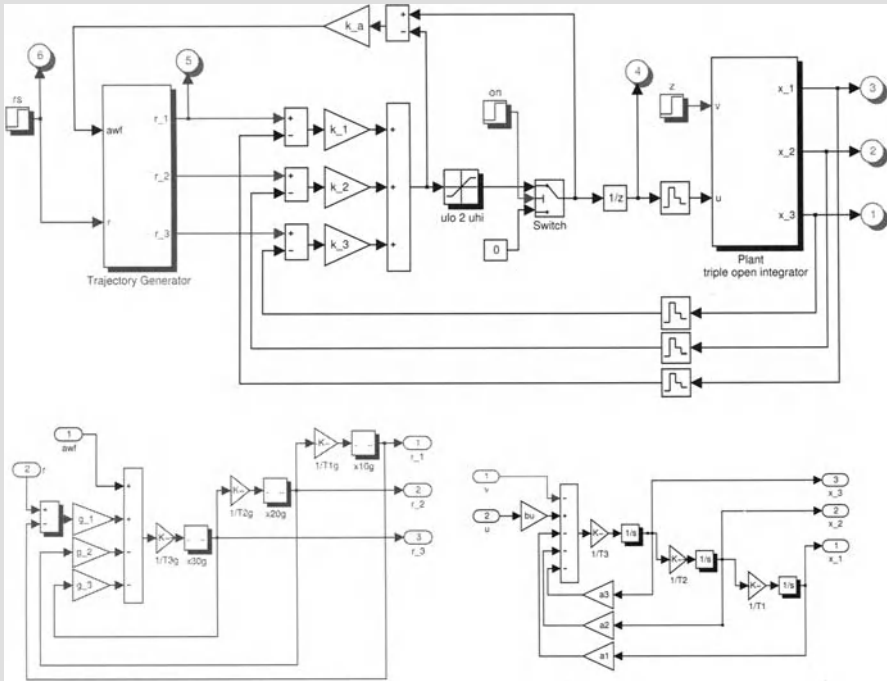 k_a
+
−
6
5
rs
awf
r
r_1
r_2
r_3
Trajectory Generator
+
−
k_1
+
−
k_2
+
−
k_3
+
+
+
ulo 2 uhi
on
0
Switch
1/z
4
z
v
u
x_1
x_2
x_3
Plant
triple open integrator
3
2
1
1
awf
2
r
+
−
g_1
g_2
g_3
+
+
−
−
K-
1/T3g
x30g
K-
1/T2g
x20g
K-
1/T1g
x10g
1
r_1
2
r_2
3
r_3
1
v
2
u
bu
−
+
−
−
−
K-
1/T3
1/s
K-
1/T2
1/s
K-
1/T1
1/s
a3
a2
a1
3
x_3
2
x_2
1
x_1